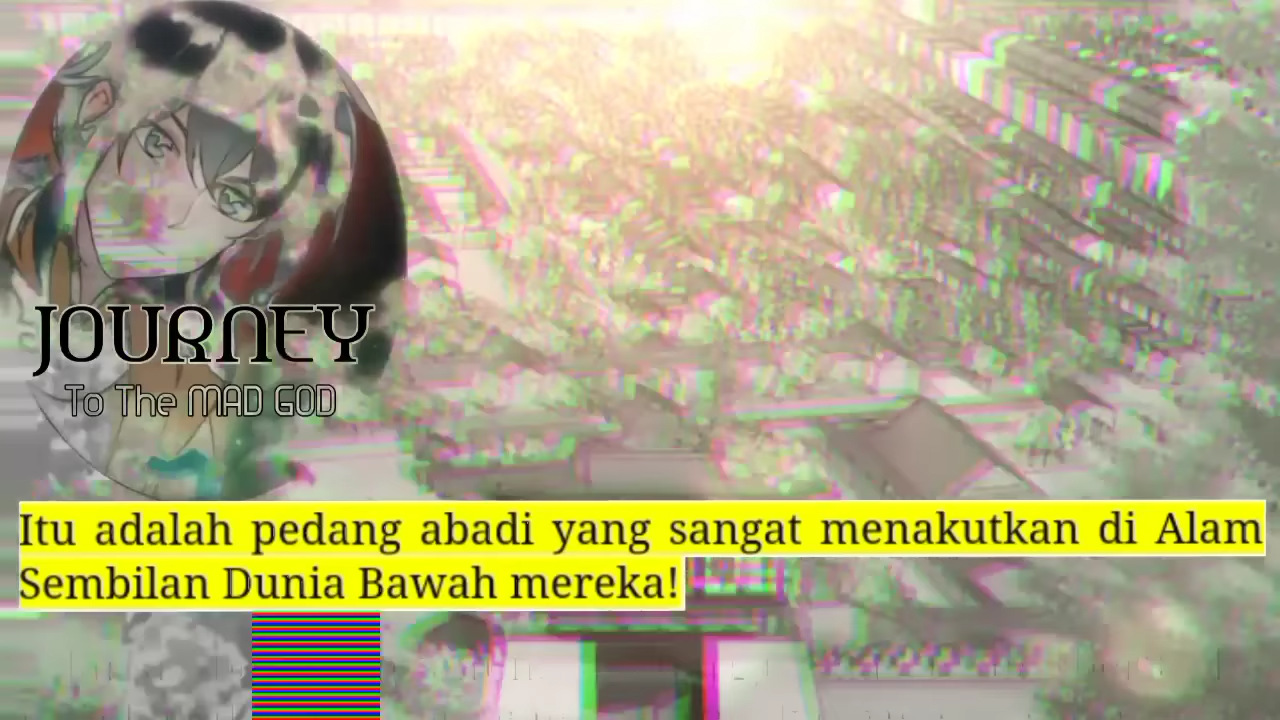 JOURNEY
To The MAD GOD
Itu adalah pedang abadi yang sangat menakutkan di Alam
Sembilan Dunia Bawah mereka!